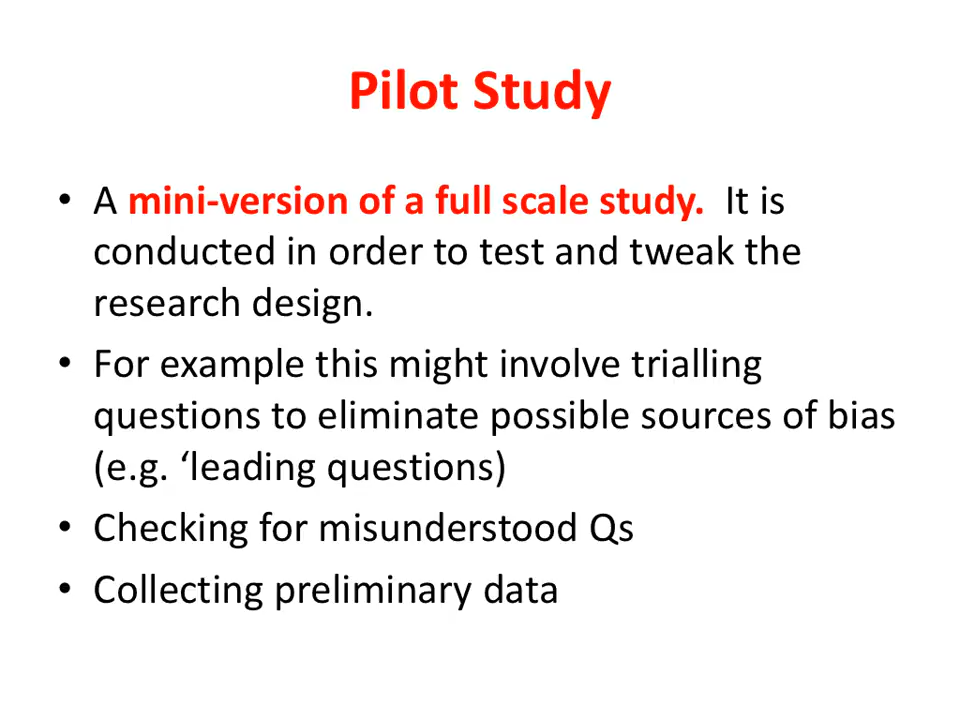 Pilot Study
• A mini-version of a full scale study.  It is
conducted in order to test and tweak the
research design.
• For example this might involve trialling
questions to eliminate possible sources of bias
(e.g. ‘leading questions)
• Checking for misunderstood Qs
• Collecting preliminary data